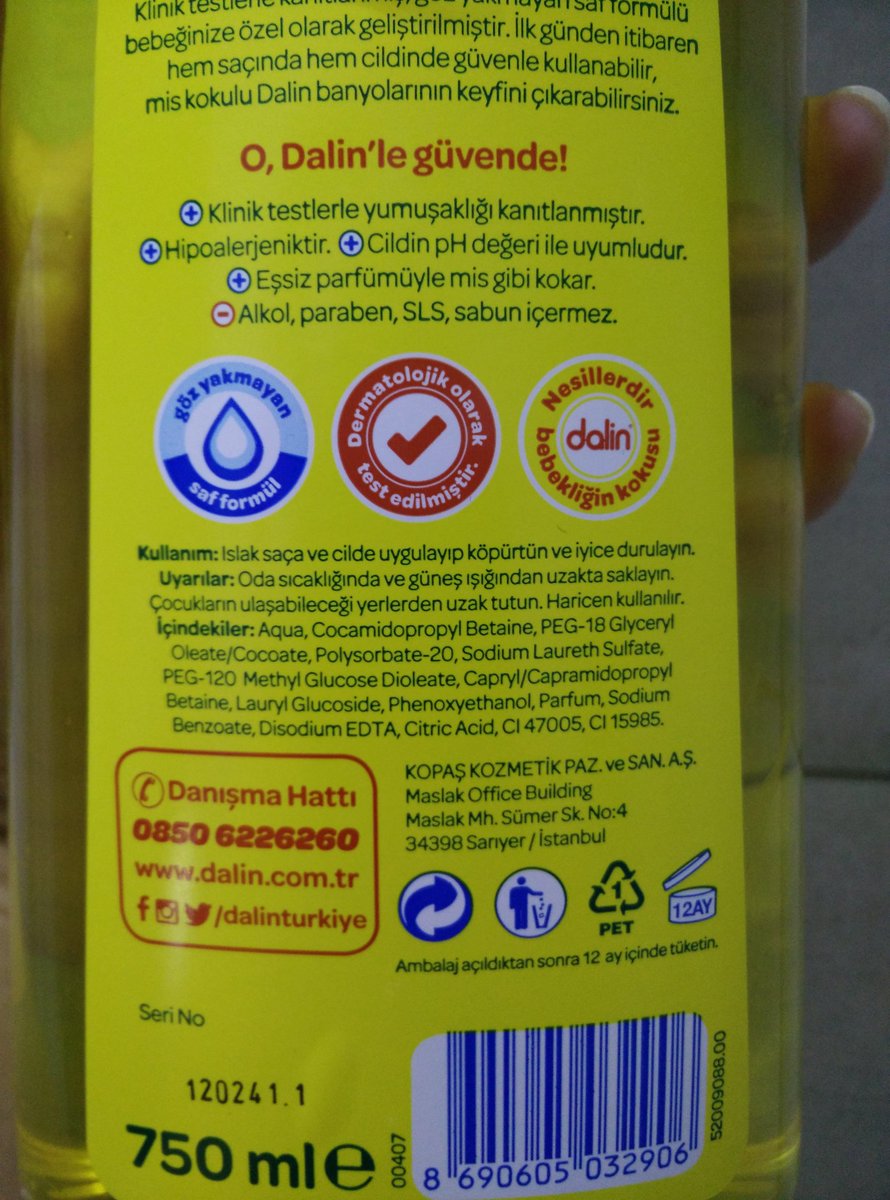 Klinik testlerle kanıtlanmış, göz yakmayan saf formülü
bebeğinize özel olarak geliştirilmiştir. İlk günden itibaren
hem saçında hem cildinde güvenle kullanabilir,
mis kokulu Dalin banyolarının keyfini çıkarabilirsiniz.
O, Dalin'le güvende!
Klinik testlerle yumuşaklığı kanıtlanmıştır.
Hipoalerjeniktir. Cildin pH değeri ile uyumludur.
Eşsiz parfümüyle mis gibi kokar.
Alkol, paraben, SLS, sabun içermez.
göz yakmayan
saf formül
Dermatolojik olarak
test edilmiştir.
Nesillerdir
dalin
bebekliğin kokusu
Kullanım: Islak saça ve cilde uygulayıp köpürtün ve iyice durulayın.
Uyarılar: Oda sıcaklığında ve güneş ışığından uzakta saklayın.
Çocukların ulaşabileceği yerlerden uzak tutun. Haricen kullanılır.
İçindekiler: Aqua, Cocamidopropyl Betaine, PEG-18 Glyceryl
Oleate/Cocoate, Polysorbate-20, Sodium Laureth Sulfate,
PEG-120 Methyl Glucose Dioleate, Capryl/Capramidopropyl
Betaine, Lauryl Glucoside, Phenoxyethanol, Parfum, Sodium
Benzoate, Disodium EDTA, Citric Acid, CI 47005, CI 15985.
Danışma Hattı
0850 6226260
www.dalin.com.tr
/dalinturkiye
KOPAŞ KOZMETİK PAZ. ve SAN. A.Ş.
Maslak Office Building
Maslak Mh. Sümer Sk. No:4
34398 Sarıyer / İstanbul
1
PET
12AY
Ambalaj açıldıktan sonra 12 ay içinde tüketin.
Seri No
120241.1
750 ml e
00407
8 690605 032906
52009088.00